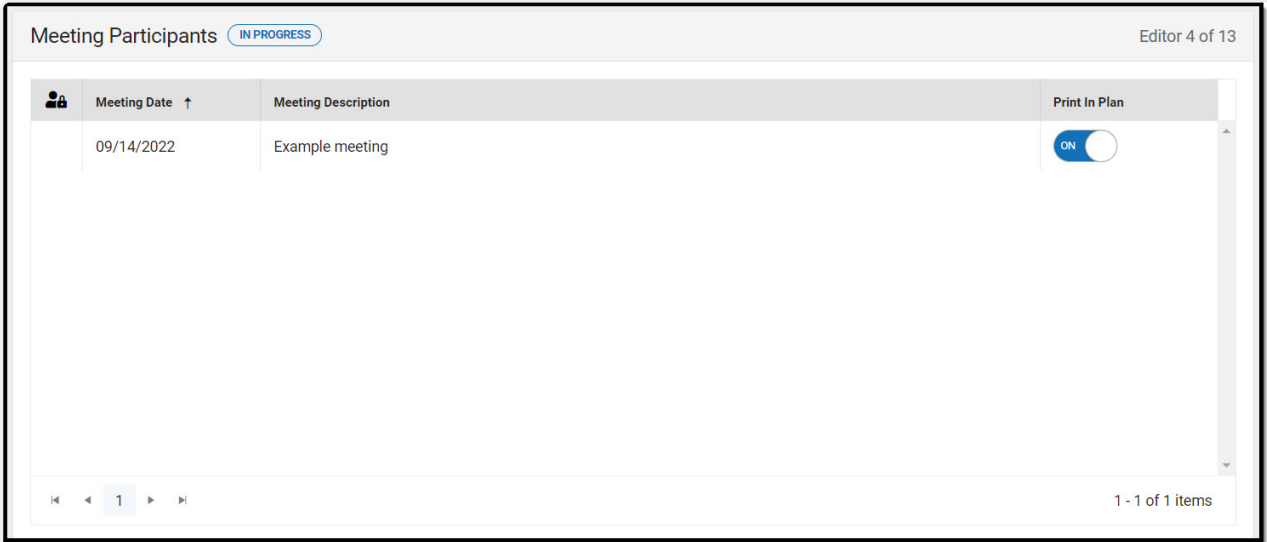 Meeting Participants IN PROGRESS Editor 4 of 13
Meeting Date ↑ Meeting Description Print In Plan
09/14/2022 Example meeting ON
1 1 - 1 of 1 items